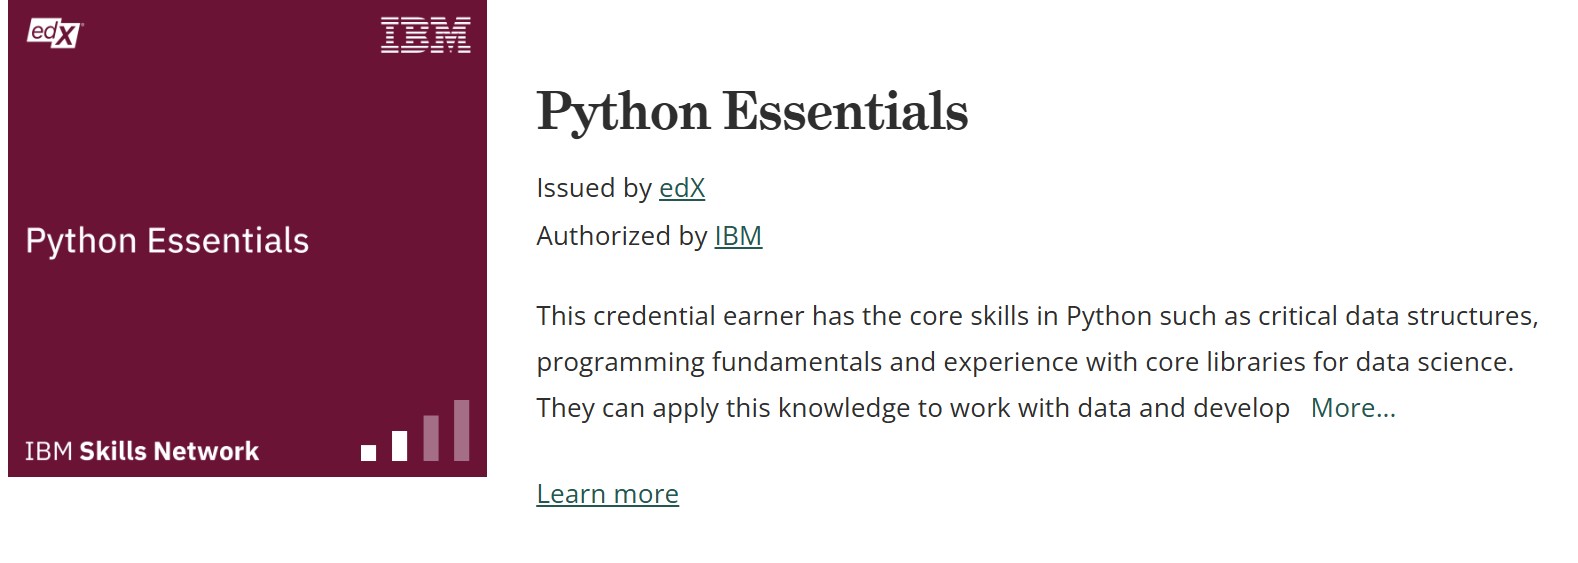 edX
IBM
Python Essentials
IBM Skills Network
Python Essentials
Issued by edX
Authorized by IBM
This credential earner has the core skills in Python such as critical data structures,
programming fundamentals and experience with core libraries for data science.
They can apply this knowledge to work with data and develop More...
Learn more